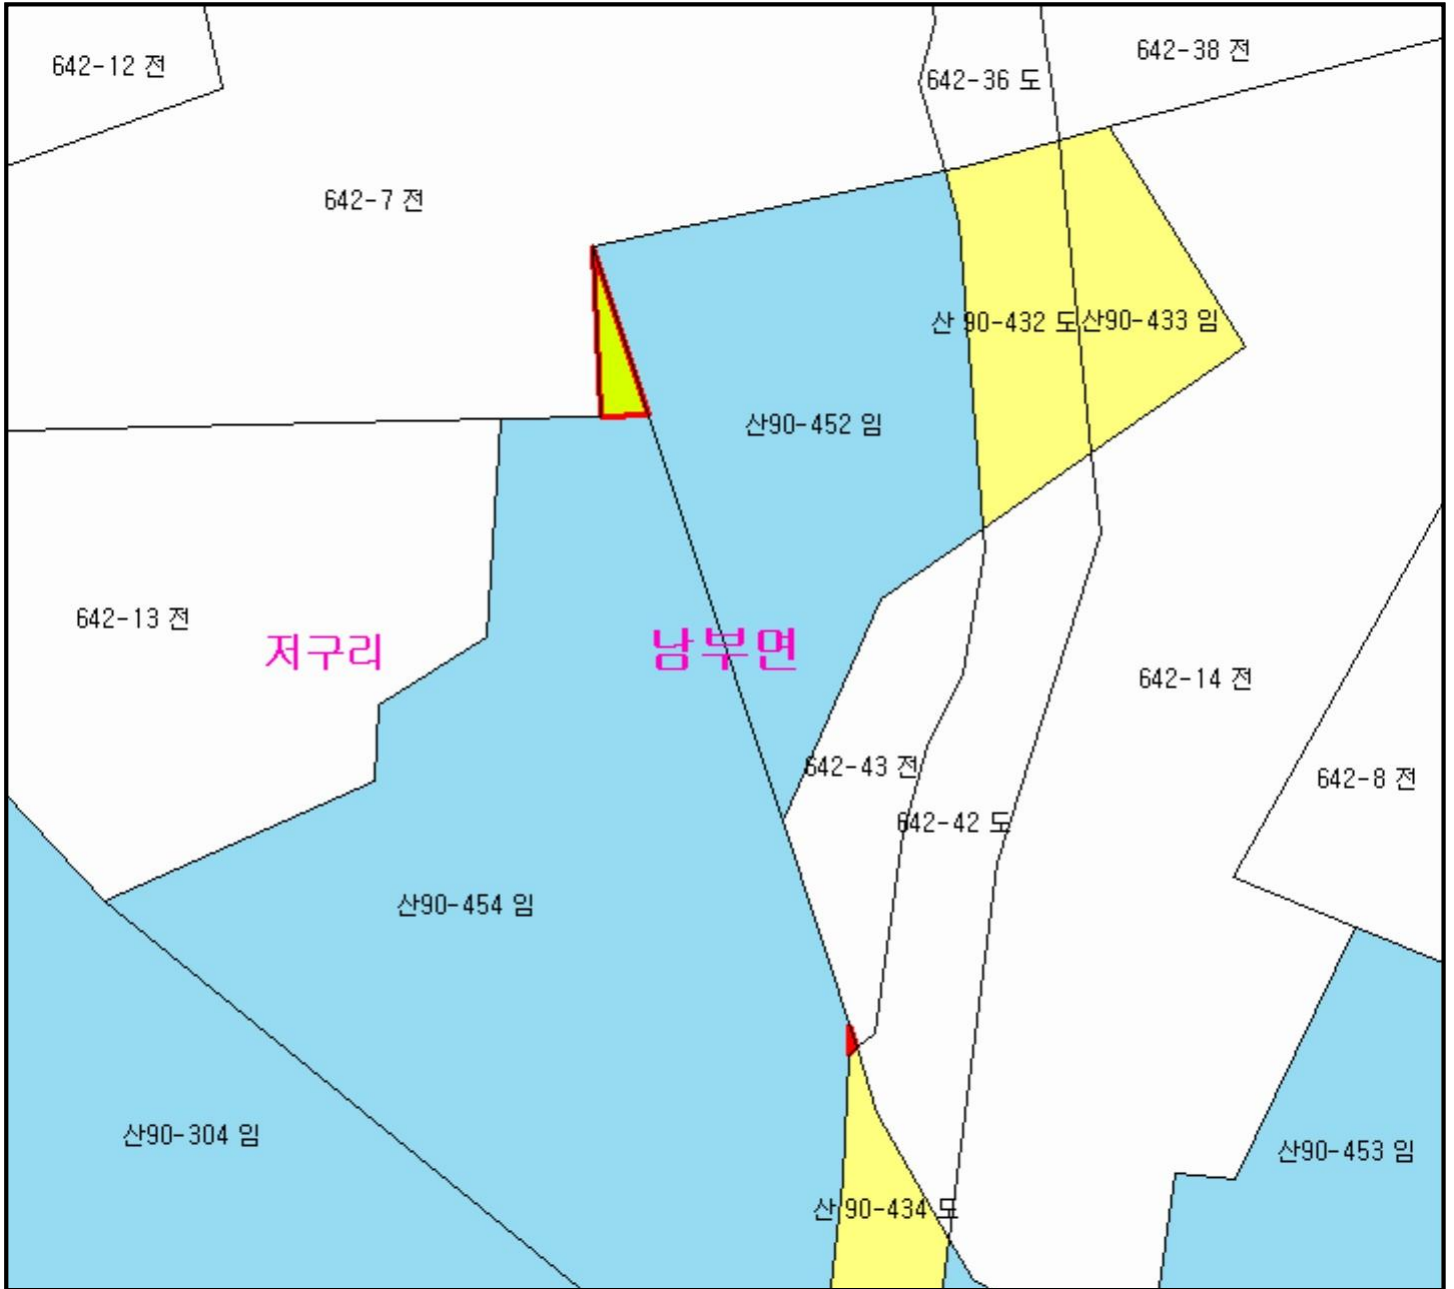 642-12 전
642-36 도
642-38 전
642-7 전
산 90-432 도
산90-433 임
산90-452 임
642-13 전
저구리
남부면
642-14 전
642-43 전
642-8 전
642-42 도
산90-454 임
산90-304 임
산90-453 임
산 90-434 도